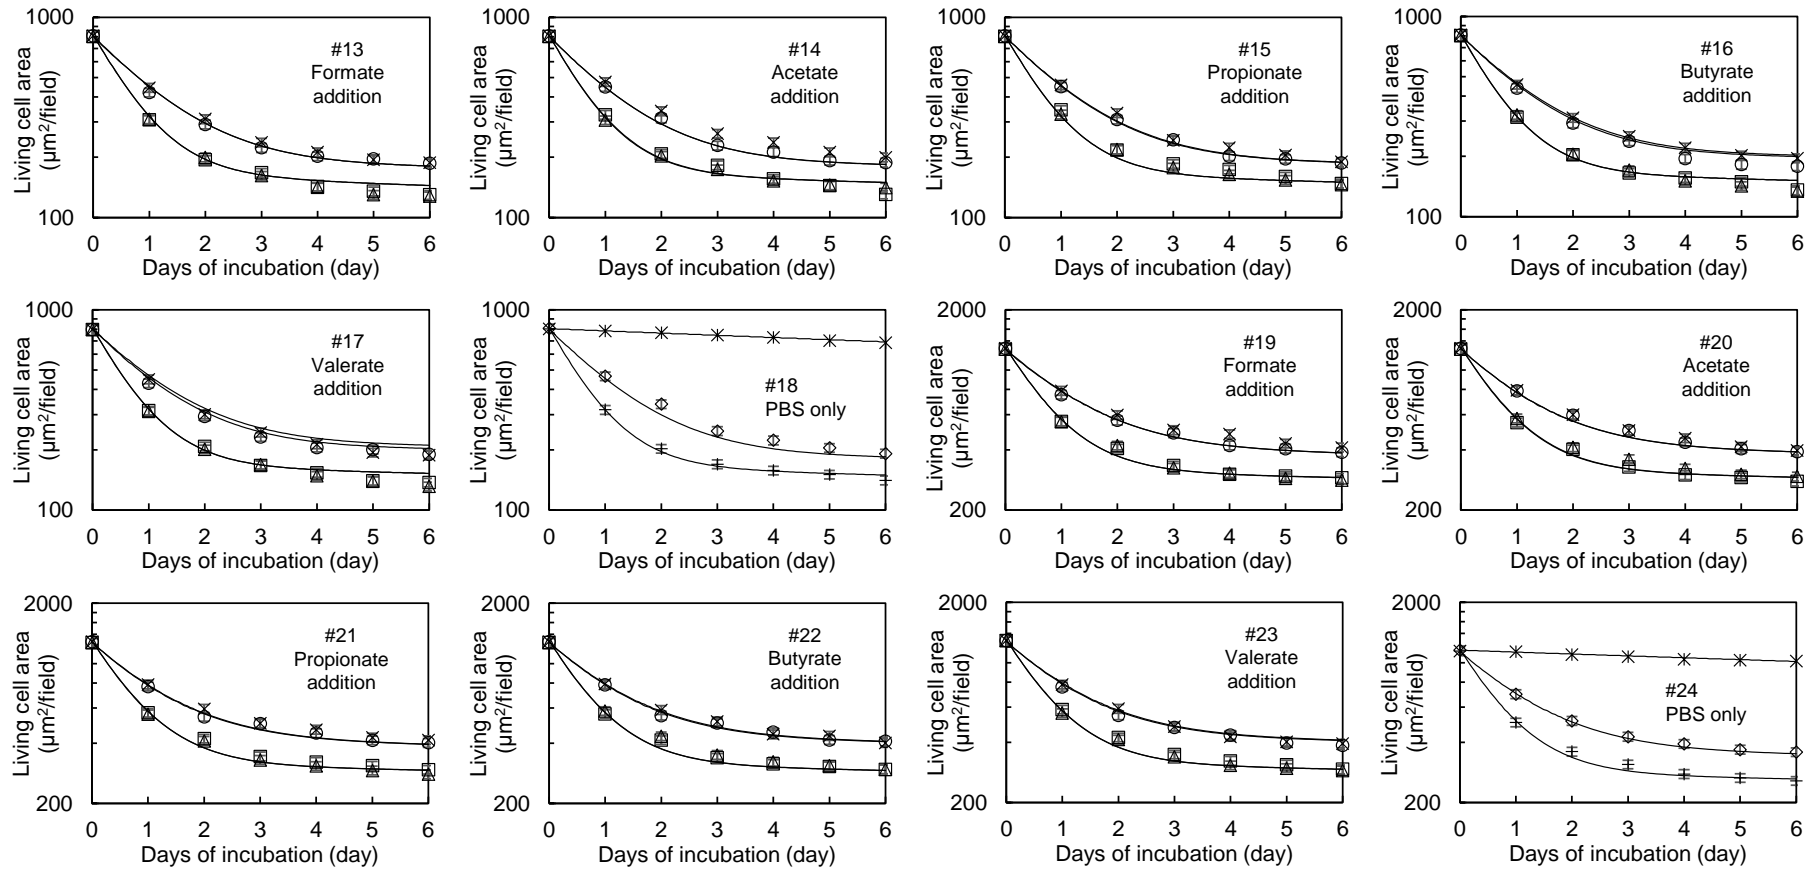 1000
100
Living cell area
(µm²/field)
#13
Formate
addition
0 1 2 3 4 5 6
Days of incubation (day)
1000
100
Living cell area
(µm²/field)
#14
Acetate
addition
0 1 2 3 4 5 6
Days of incubation (day)
1000
100
Living cell area
(µm²/field)
#15
Propionate
addition
0 1 2 3 4 5 6
Days of incubation (day)
1000
100
Living cell area
(µm²/field)
#16
Butyrate
addition
0 1 2 3 4 5 6
Days of incubation (day)
1000
100
Living cell area
(µm²/field)
#17
Valerate
addition
0 1 2 3 4 5 6
Days of incubation (day)
1000
100
Living cell area
(µm²/field)
#18
PBS only
0 1 2 3 4 5 6
Days of incubation (day)
2000
200
Living cell area
(µm²/field)
#19
Formate
addition
0 1 2 3 4 5 6
Days of incubation (day)
2000
200
Living cell area
(µm²/field)
#20
Acetate
addition
0 1 2 3 4 5 6
Days of incubation (day)
2000
200
Living cell area
(µm²/field)
#21
Propionate
addition
0 1 2 3 4 5 6
Days of incubation (day)
2000
200
Living cell area
(µm²/field)
#22
Butyrate
addition
0 1 2 3 4 5 6
Days of incubation (day)
2000
200
Living cell area
(µm²/field)
#23
Valerate
addition
0 1 2 3 4 5 6
Days of incubation (day)
2000
200
Living cell area
(µm²/field)
#24
PBS only
0 1 2 3 4 5 6
Days of incubation (day)